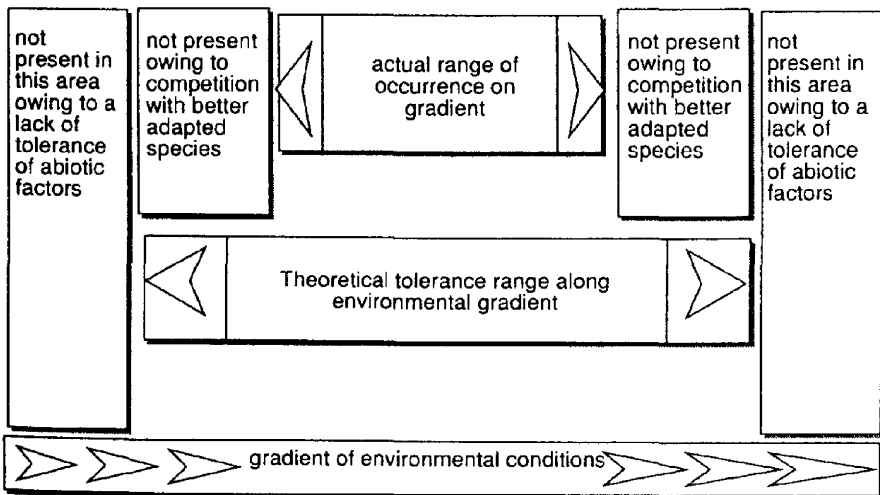 not
present in
this area
owing to a
lack of
tolerance
of abiotic
factors
not present
owing to
competition
with better
adapted
species
actual range of
occurrence on
gradient
not present
owing to
competition
with better
adapted
species
not
present in
this area
owing to a
lack of
tolerance
of abiotic
factors
Theoretical tolerance range along
environmental gradient
gradient of environmental conditions